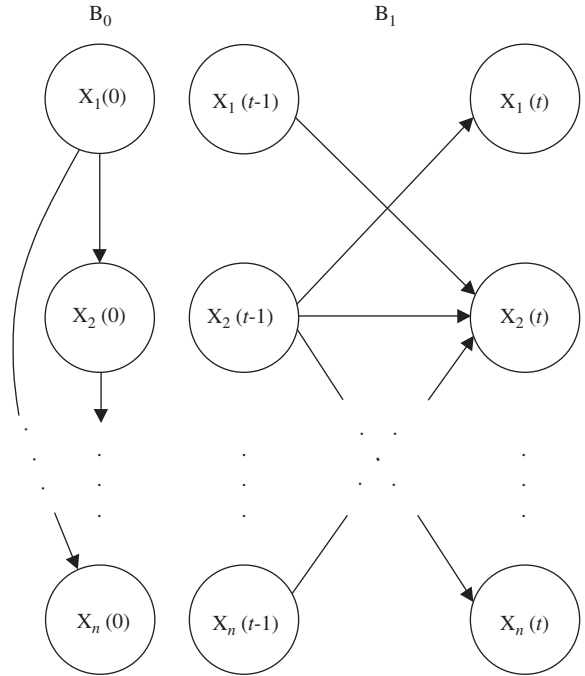 B₀ B₁
X₁(0) X₁ (t-1) X₁ (t)
X₂ (0) X₂ (t-1) X₂ (t)
Xₙ (0) Xₙ (t-1) Xₙ (t)